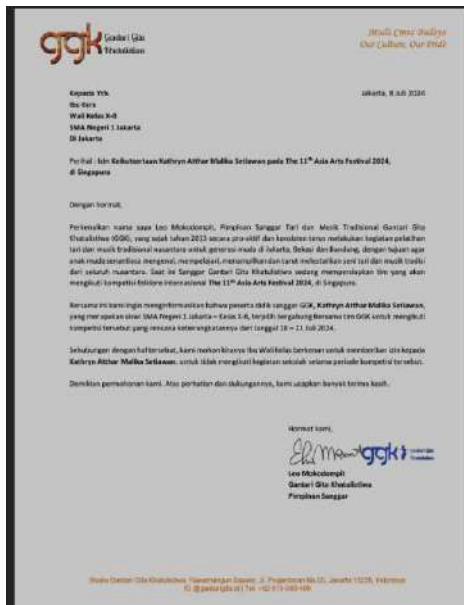 ggk Gantari Gita
Khatulistiwa
Our Culture, Our Pride
Kepada Yth.
Jakarta, 8 Juli 2024
Ibu Rara
Wali Kelas X-8
SMA Negeri 1 Jakarta
Di Jakarta
Perihal : Izin Keikutsertaan Kathryn Atthar Malika Setiawan pada The 11th Asia Arts Festival 2024,
di Singapura
Dengan hormat,
Perkenalkan nama saya Leo Mokodompit, Pimpinan Sanggar Tari dan Musik Tradisional Gantari Gita
Khatulistiwa (GGK), yang sejak tahun 2013 secara pro-aktif dan konsisten terus melakukan kegiatan pelatihan
tari dan musik tradisional nusantara untuk generasi muda di Jakarta, Bekasi dan Bandung, dengan tujuan agar
anak muda senantiasa mengenal, mempelajari, menampilkan dan turut melestarikan seni tari dan musik tradisi
dari seluruh nusantara. Saat ini Sanggar Gantari Gita Khatulistiwa sedang mempersiapkan tim yang akan
mengikuti kompetisi folklore internasional The 11th Asia Arts Festival 2024, di Singapura.
Bersama ini kami ingin menginformasikan bahwa peserta didik sanggar GGK, Kathryn Atthar Malika Setiawan,
yang merupakan siswi SMA Negeri 1 Jakarta – Kelas X-8, terpilih bergabung bersama tim GGK untuk mengikuti
kompetisi tersebut yang rencana keberangkatannya dari tanggal 18 – 21 Juli 2024.
Sehubungan dengan hal tersebut, kami mohon kiranya Ibu Wali Kelas berkenan untuk memberikan izin kepada
Kathryn Atthar Malika Setiawan, untuk tidak mengikuti kegiatan sekolah selama periode kompetisi tersebut.
Demikian permohonan kami. Atas perhatian dan dukungannya, kami ucapkan banyak terima kasih.
Hormat kami,
ggk
Leo Mokodompit
Gantari Gita Khatulistiwa
Pimpinan Sanggar